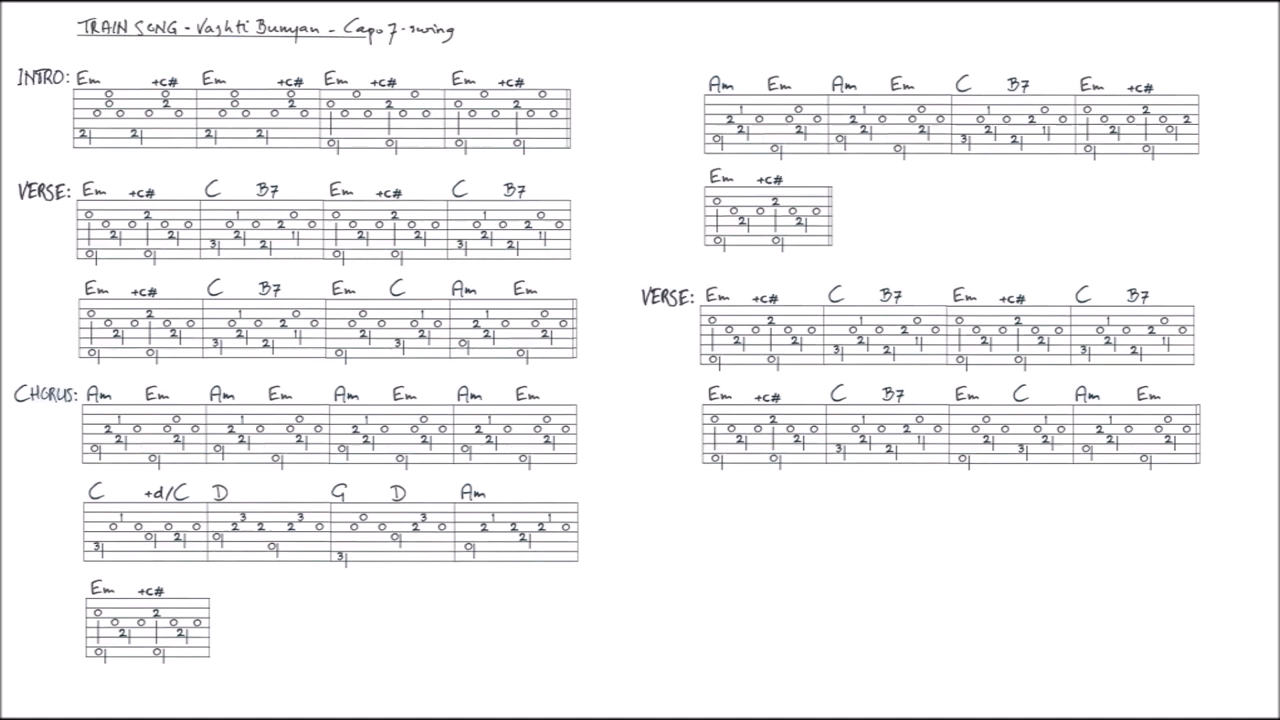 TRAIN SONG - Vashti Bunyan - Capo 7 - swing
INTRO: Em +c# Em +c# Em +c# Em +c#
VERSE: Em +c# C B7 Em +c# C B7
Em +c# C B7 Em C Am Em
CHORUS: Am Em Am Em Am Em Am Em
C +d/C D G D Am
Em +c#
Am Em Am Em C B7 Em +c#
Em +c#
VERSE: Em +c# C B7 Em +c# C B7
Em +c# C B7 Em C Am Em